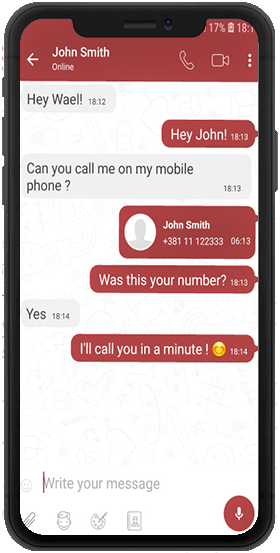 17% 18:1
John Smith
Online
Hey Wael! 18:12
Hey John! 18:13
Can you call me on my mobile
phone ? 18:13
John Smith
+381 11 122333 06:13
Was this your number? 18:13
Yes 18:14
I'll call you in a minute ! 😊 18:14
Write your message